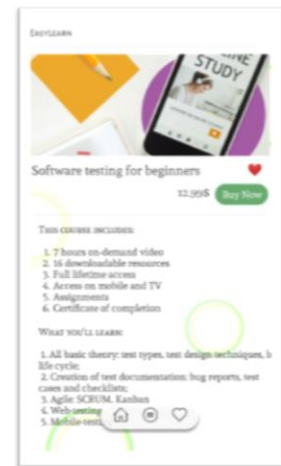 EasyLearn
ONLINE
STUDY
Software testing for beginners
12.99$ Buy Now
This course includes:
1. 7 hours on-demand video
2. 16 downloadable resources
3. Full lifetime access
4. Access on mobile and TV
5. Assignments
6. Certificate of completion
What you'll learn:
1. All basic theory: test types, test design techniques, b
life cycle;
2. Creation of test documentation: bug reports, test
cases and checklists;
3. Agile: SCRUM, Kanban
4. Web-testing
5. Mobile-testi